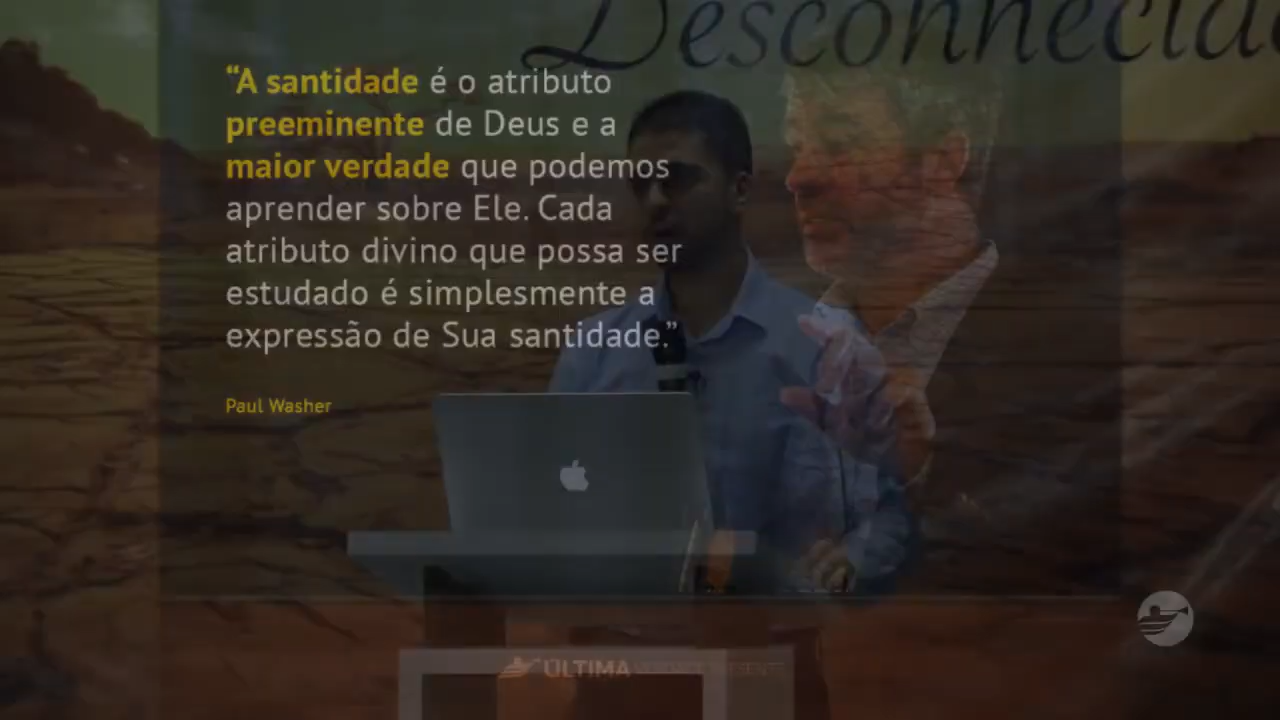 Desconhecida
“A santidade é o atributo
preeminente de Deus e a
maior verdade que podemos
aprender sobre Ele. Cada
atributo divino que possa ser
estudado é simplesmente a
expressão de Sua santidade.”
Paul Washer
ÚLTIMA